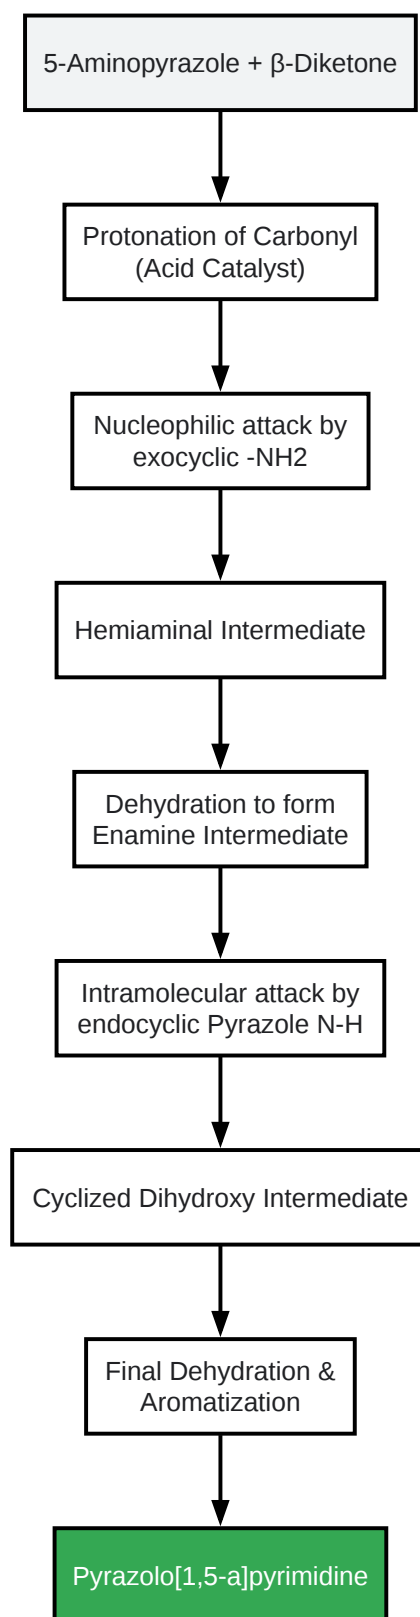 5-Aminopyrazole + β-Diketone
Protonation of Carbonyl
(Acid Catalyst)
Nucleophilic attack by
exocyclic -NH2
Hemiaminal Intermediate
Dehydration to form
Enamine Intermediate
Intramolecular attack by
endocyclic Pyrazole N-H
Cyclized Dihydroxy Intermediate
Final Dehydration &
Aromatization
Pyrazolo[1,5-a]pyrimidine